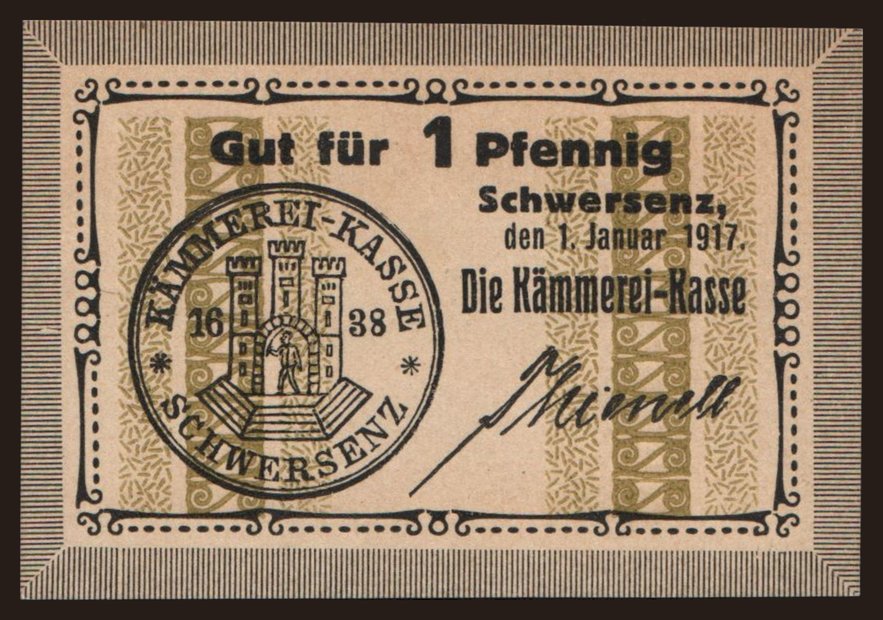 Gut für 1 Pfennig
Schwersenz,
den 1. Januar 1917.
Die Kämmerei-Kasse
KÄMMEREI-KASSE
16 38
* SCHWERSENZ *